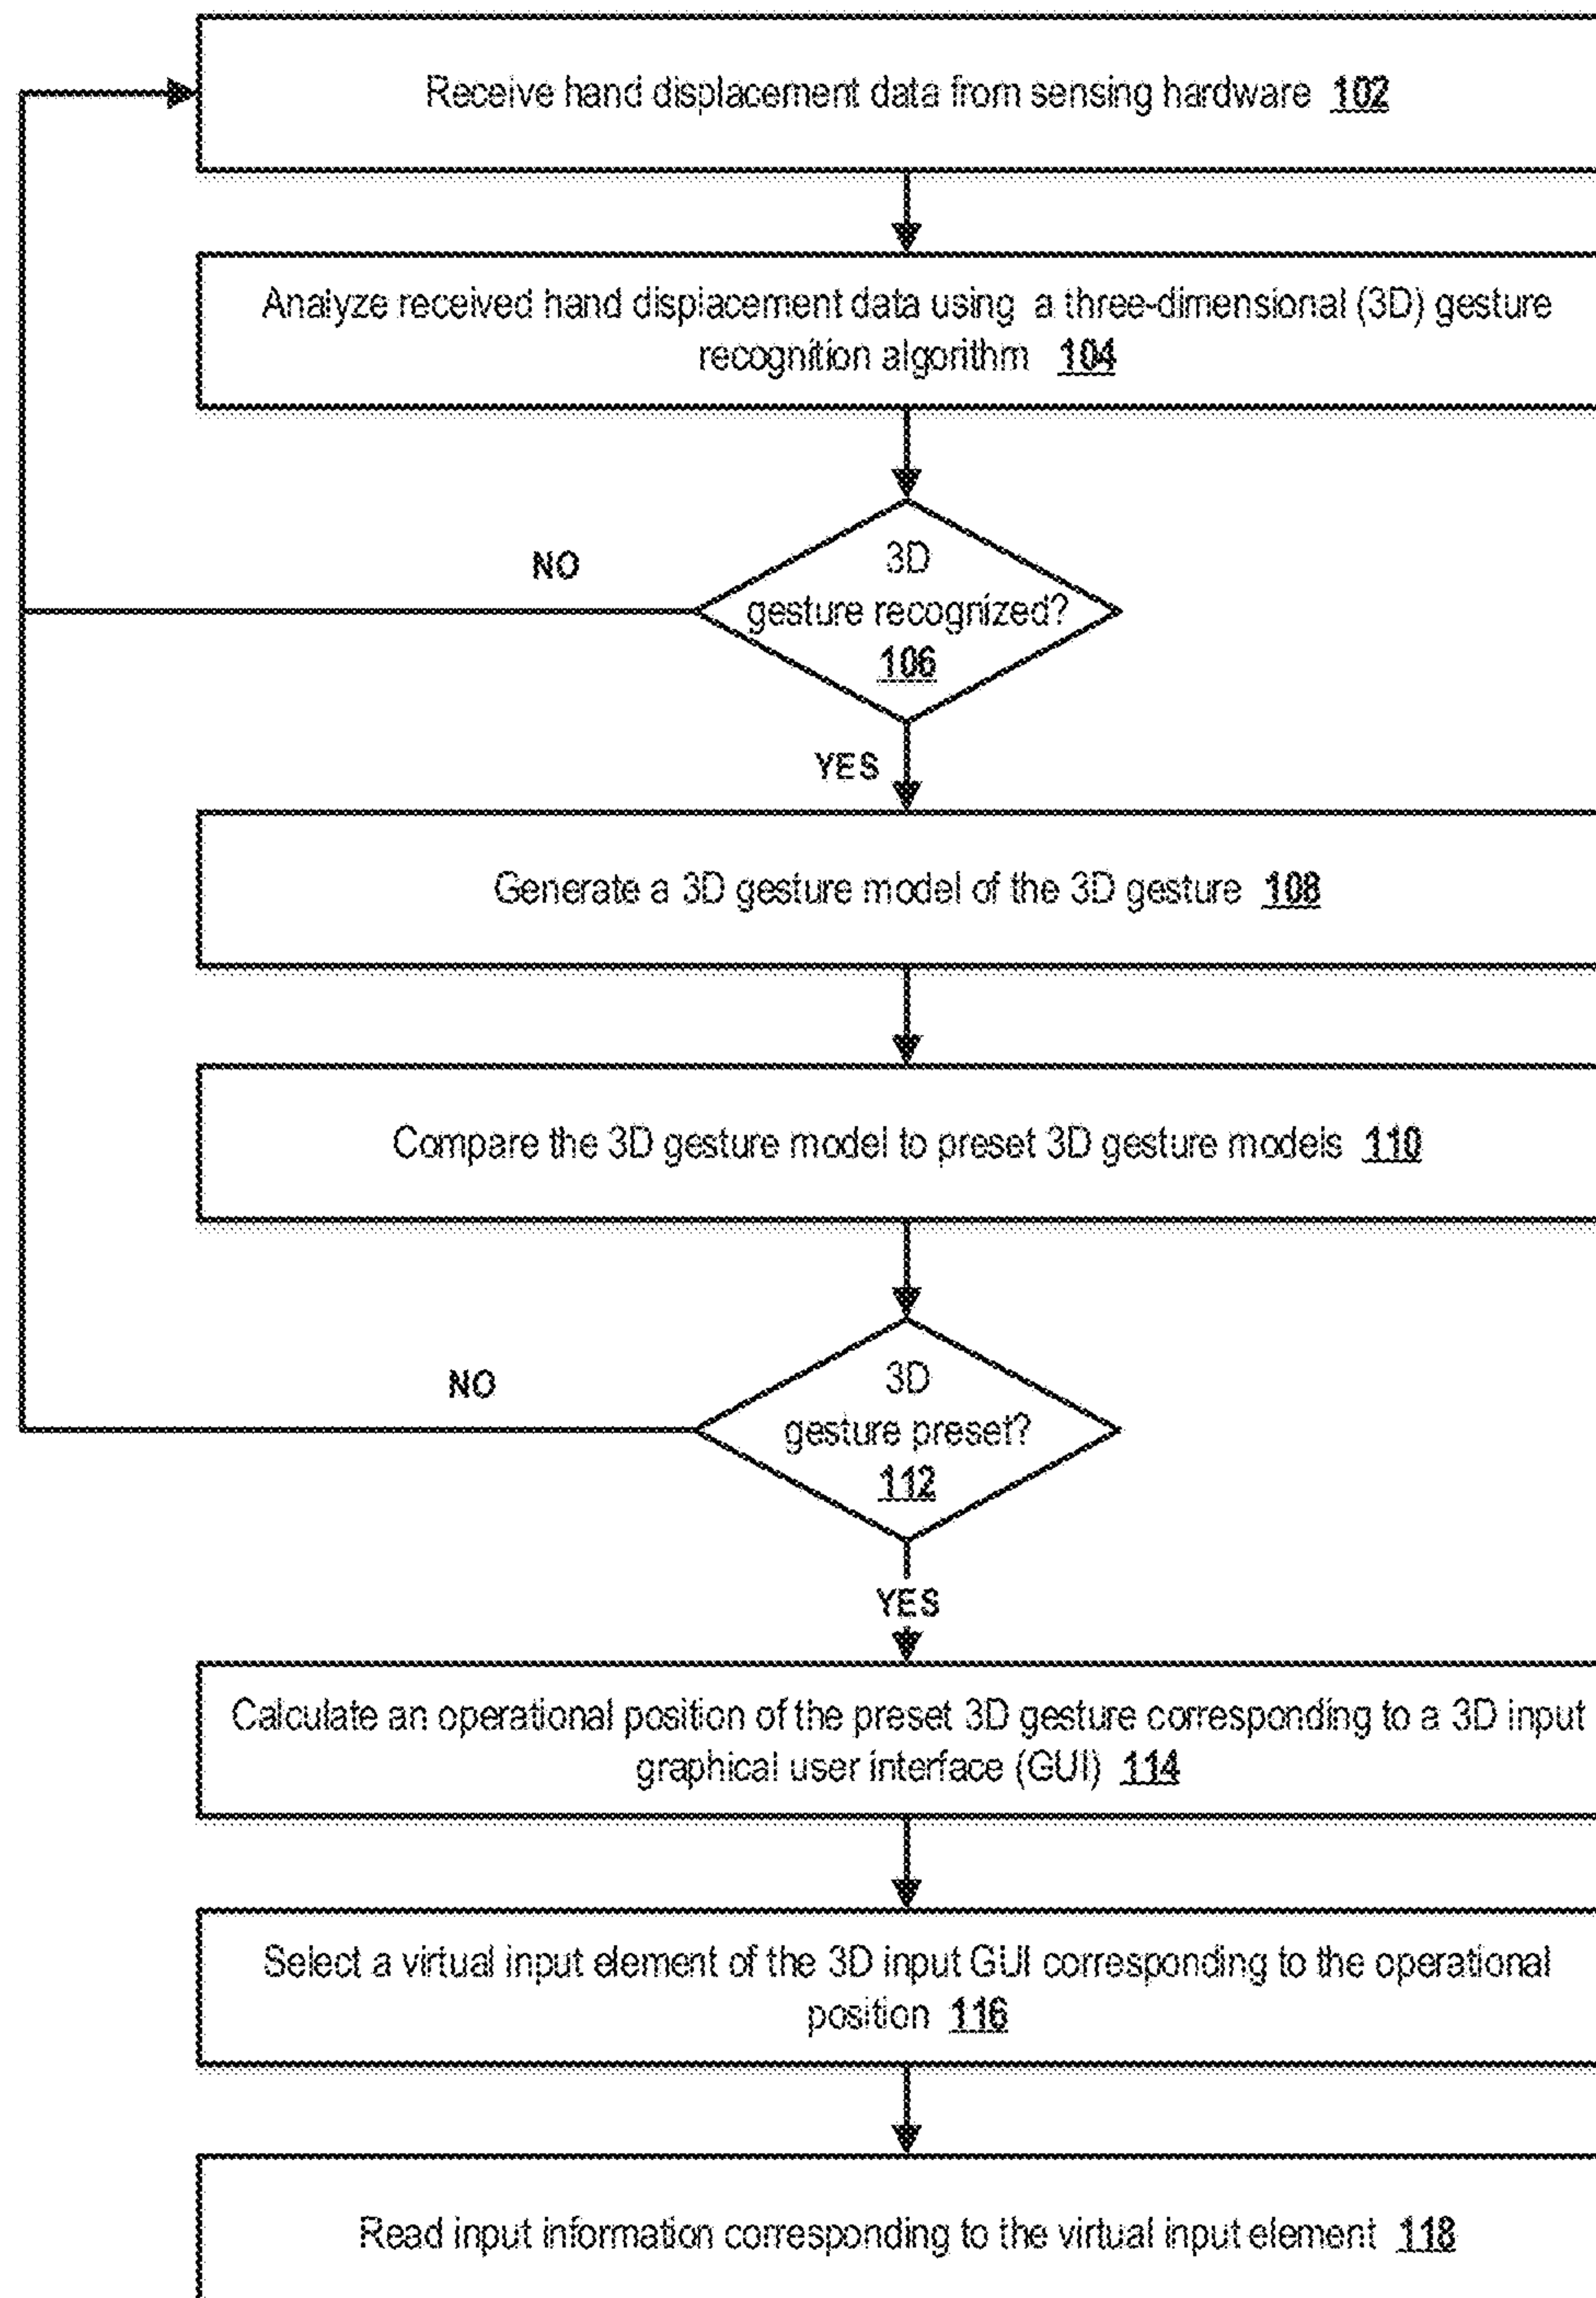 Receive hand displacement data from sensing hardware 102
Analyze received hand displacement data using a three-dimensional (3D) gesture
recognition algorithm 104
3D
gesture recognized?
106
NO
YES
Generate a 3D gesture model of the 3D gesture 108
Compare the 3D gesture model to preset 3D gesture models 110
3D
gesture preset?
112
NO
YES
Calculate an operational position of the preset 3D gesture corresponding to a 3D input
graphical user interface (GUI) 114
Select a virtual input element of the 3D input GUI corresponding to the operational
position 116
Read input information corresponding to the virtual input element 118